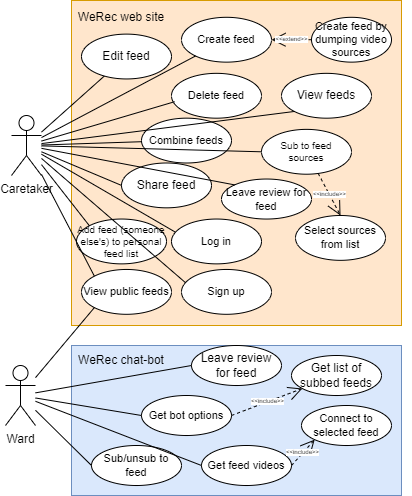 WeRec web site
Create feed
<<extend>>
Create feed by
dumping video
sources
Edit feed
Delete feed
View feeds
Combine feeds
Sub to feed
sources
Caretaker
Share feed
Leave review for
feed
<<include>>
Add feed (someone
else's) to personal
feed list
Log in
Select sources
from list
View public feeds
Sign up
WeRec chat-bot
Leave review
for feed
Get list of
subbed feeds
<<include>>
Get bot options
Connect to
selected feed
Ward
<<include>>
Sub/unsub to
feed
Get feed videos